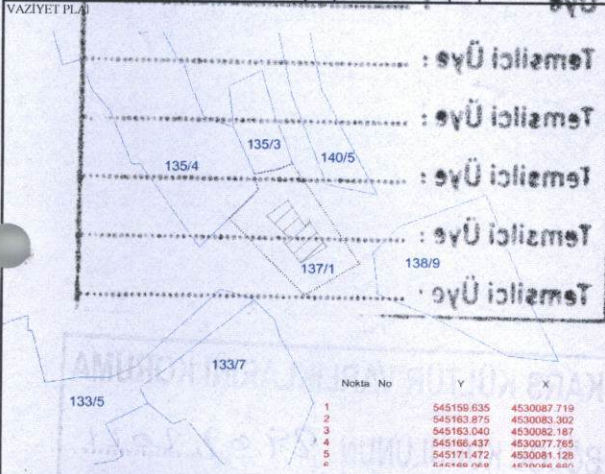 VAZİYET PLA
Üye
Temsilci Üye :
Temsilci Üye :
135/3
140/5
135/4
Temsilci Üye :
Temsilci Üye :
137/1
138/9
Temsilci Üye
133/7
133/5
KARS KÜLTÜR VARLIKLARINI KORUMA
Nokta No Y X
1 545159.635 4530087.719
2 545163.875 4530083.302
3 545163.040 4530082.187
4 545166.437 4530077.765
5 545171.472 4530081.128